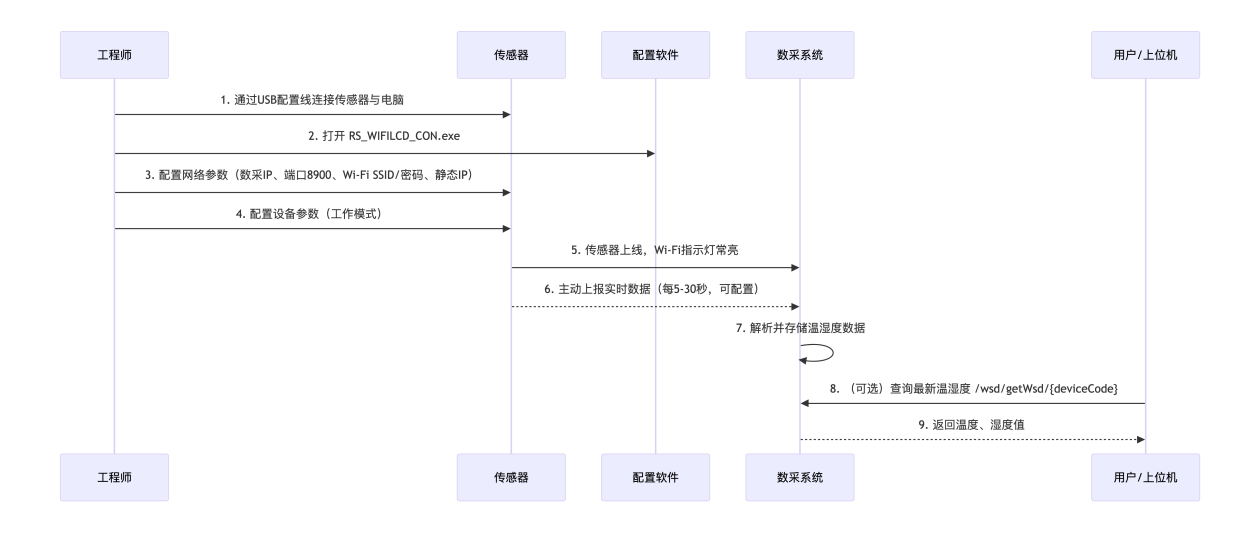 工程师
传感器
配置软件
数采系统
用户/上位机
1. 通过USB配置线连接传感器与电脑
2. 打开 RS_WIFILCD_CON.exe
3. 配置网络参数（数采IP、端口8900、Wi-Fi SSID/密码、静态IP）
4. 配置设备参数（工作模式）
5. 传感器上线，Wi-Fi指示灯常亮
6. 主动上报实时数据（每5-30秒，可配置）
7. 解析并存储温湿度数据
8. （可选）查询最新温湿度 /wsd/getWsd/{deviceCode}
9. 返回温度、湿度值
工程师
传感器
配置软件
数采系统
用户/上位机